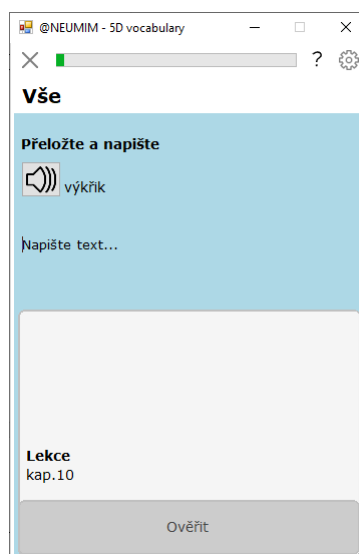 @NEUMIM - 5D vocabulary
?
Vše
Přeložte a napište
výkřik
Napište text...
Lekce
kap.10
Ověřit